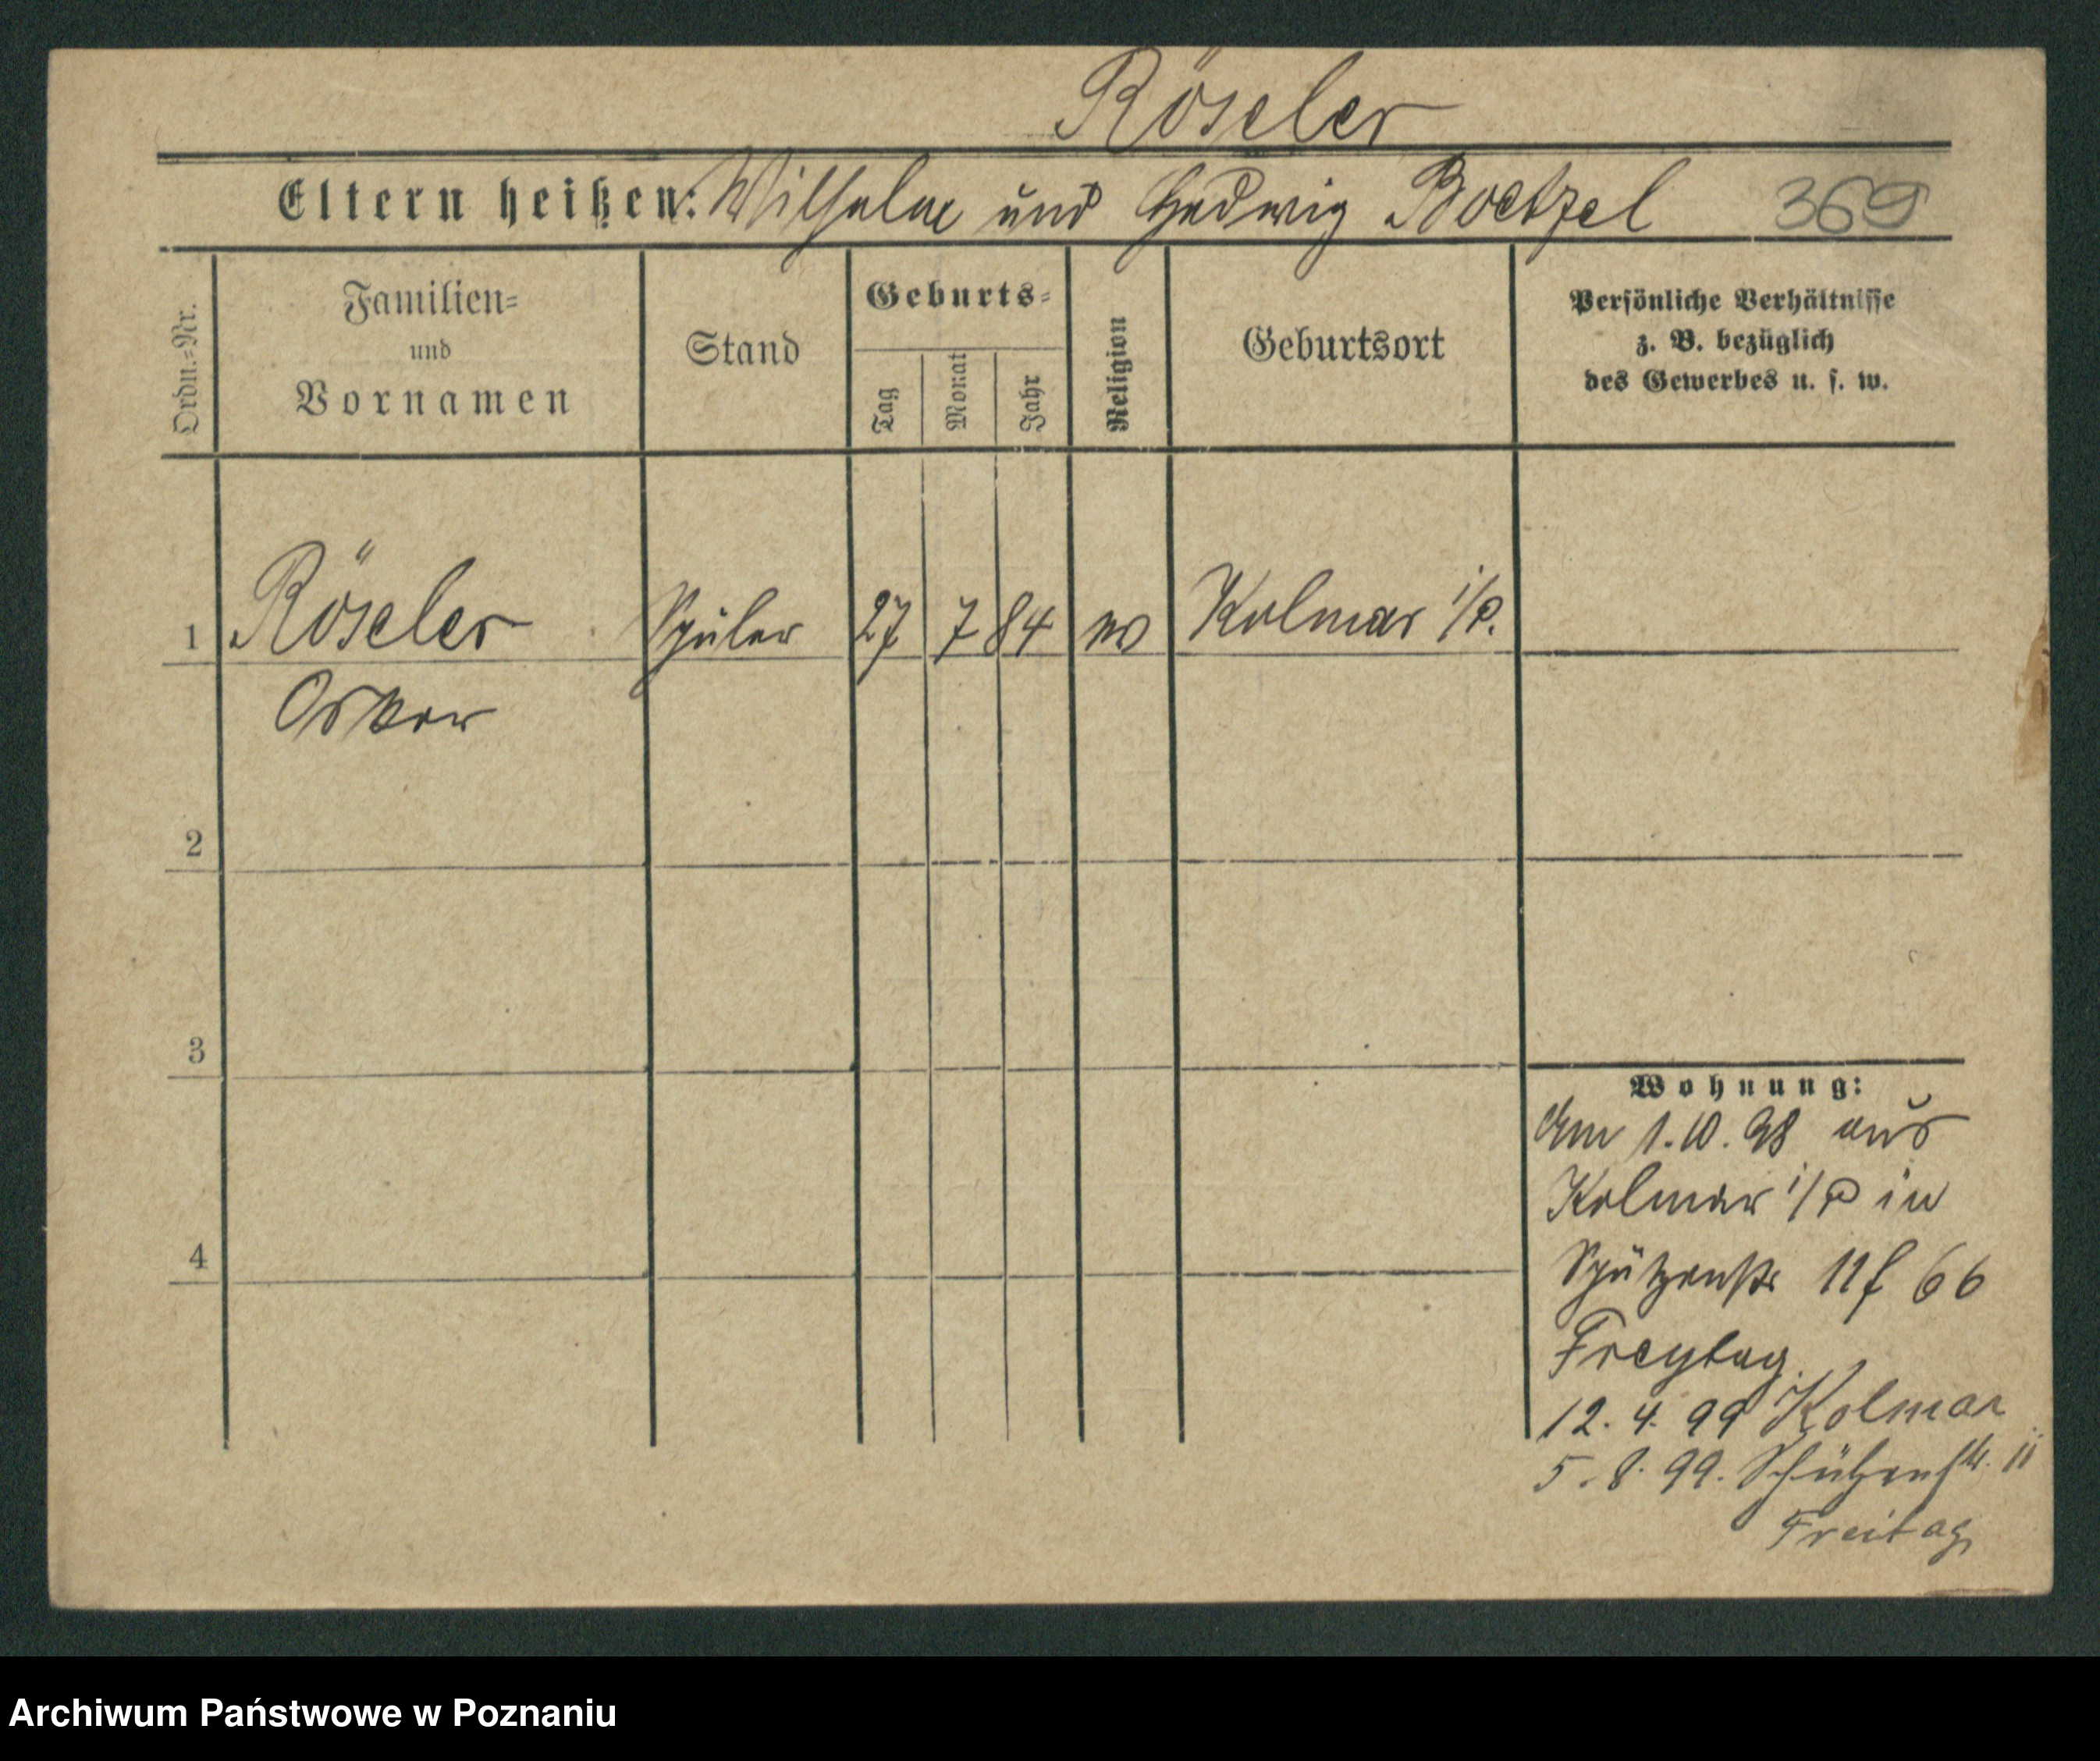 Röseler
Eltern heißen: Wilhelm und Hedwig Boetzel 369
Ordn.=Nr.
Familien=
und
Vornamen
Stand
Geburts=
Tag
Monat
Jahr
Religion
Geburtsort
Persönliche Verhältnisse
z. B. bezüglich
des Gewerbes u. s. w.
1 Röseler Schüler 27 7 84 Kolmar i/P.
Oskar
2
3
4
Wohnung:
Am 1.10.98 aus
Kolmar i/P in
Schützenstr 11 f 66
Freytag.
12.4.99 Kolmar
5.8.99. Schützenstr. 11
Freitag
Archiwum Państwowe w Poznaniu